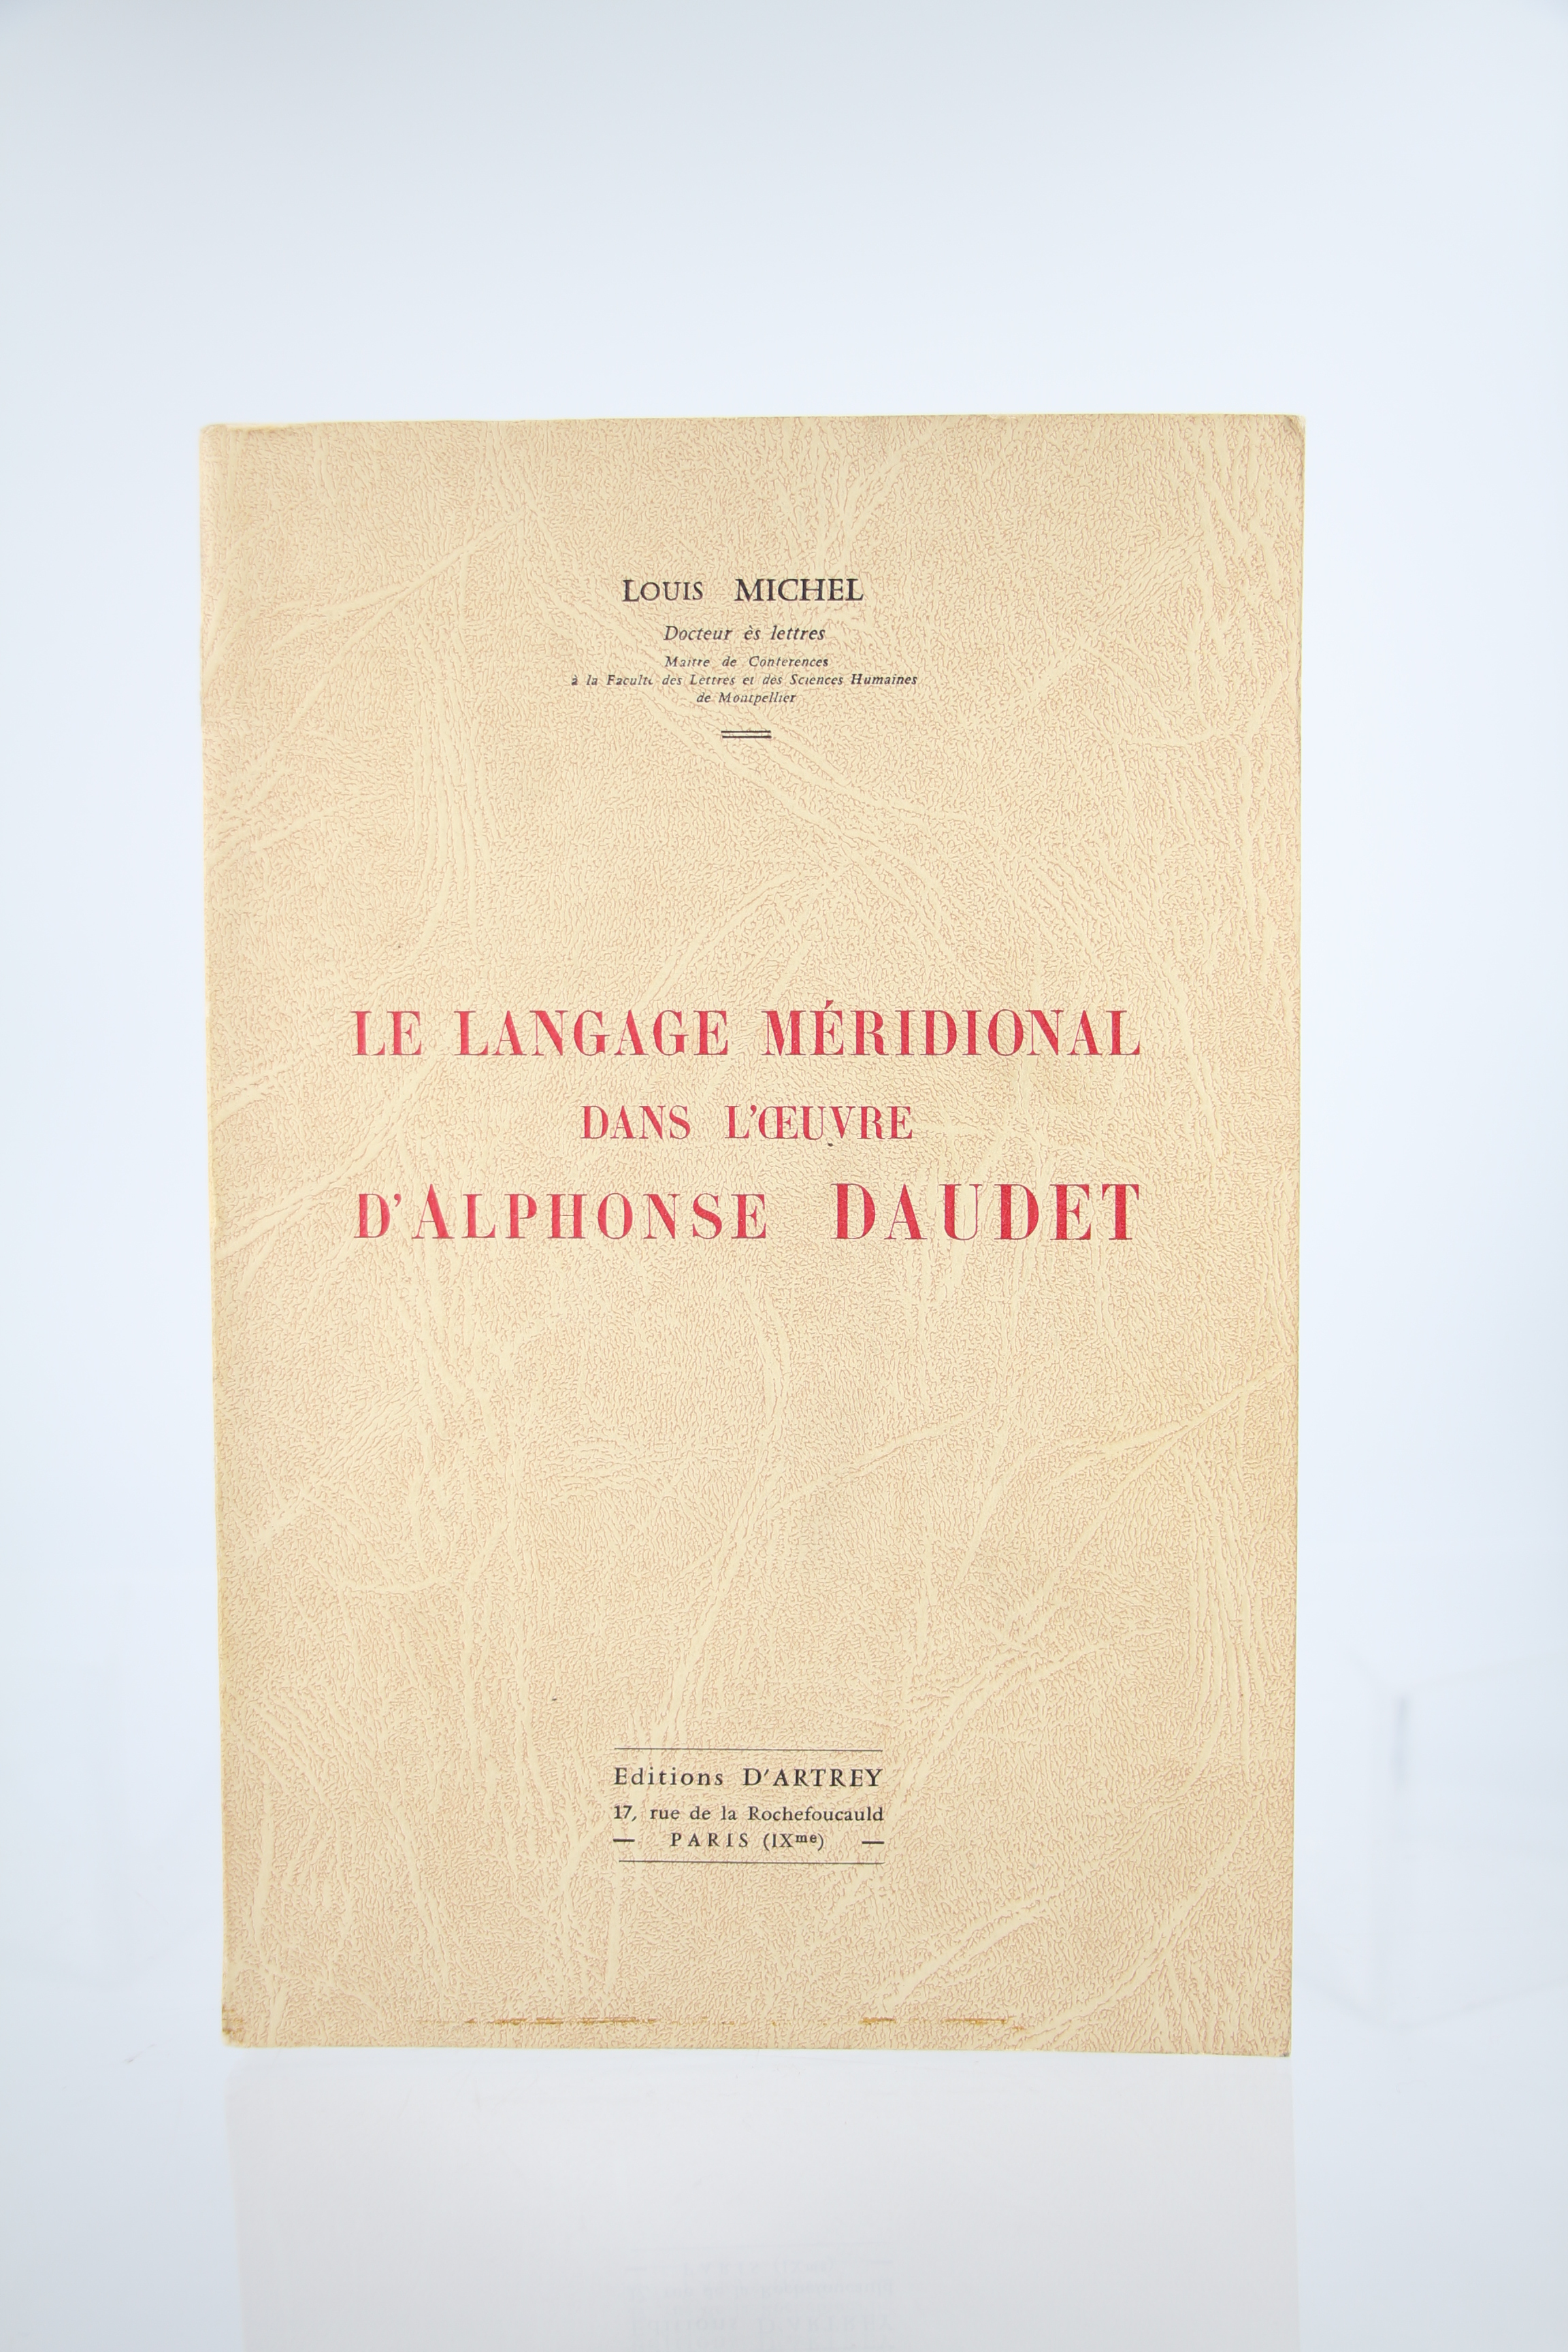 LOUIS MICHEL
Docteur ès lettres
Maître de Conférences
à la Faculté des Lettres et des Sciences Humaines
de Montpellier
LE LANGAGE MÉRIDIONAL
DANS L'ŒUVRE
D'ALPHONSE DAUDET
Editions D'ARTREY
17, rue de la Rochefoucauld
— PARIS (IXme) —